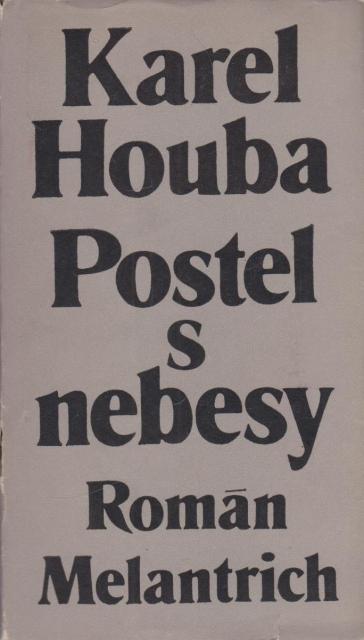 Karel
Houba
Postel
s
nebesy
Román
Melantrich